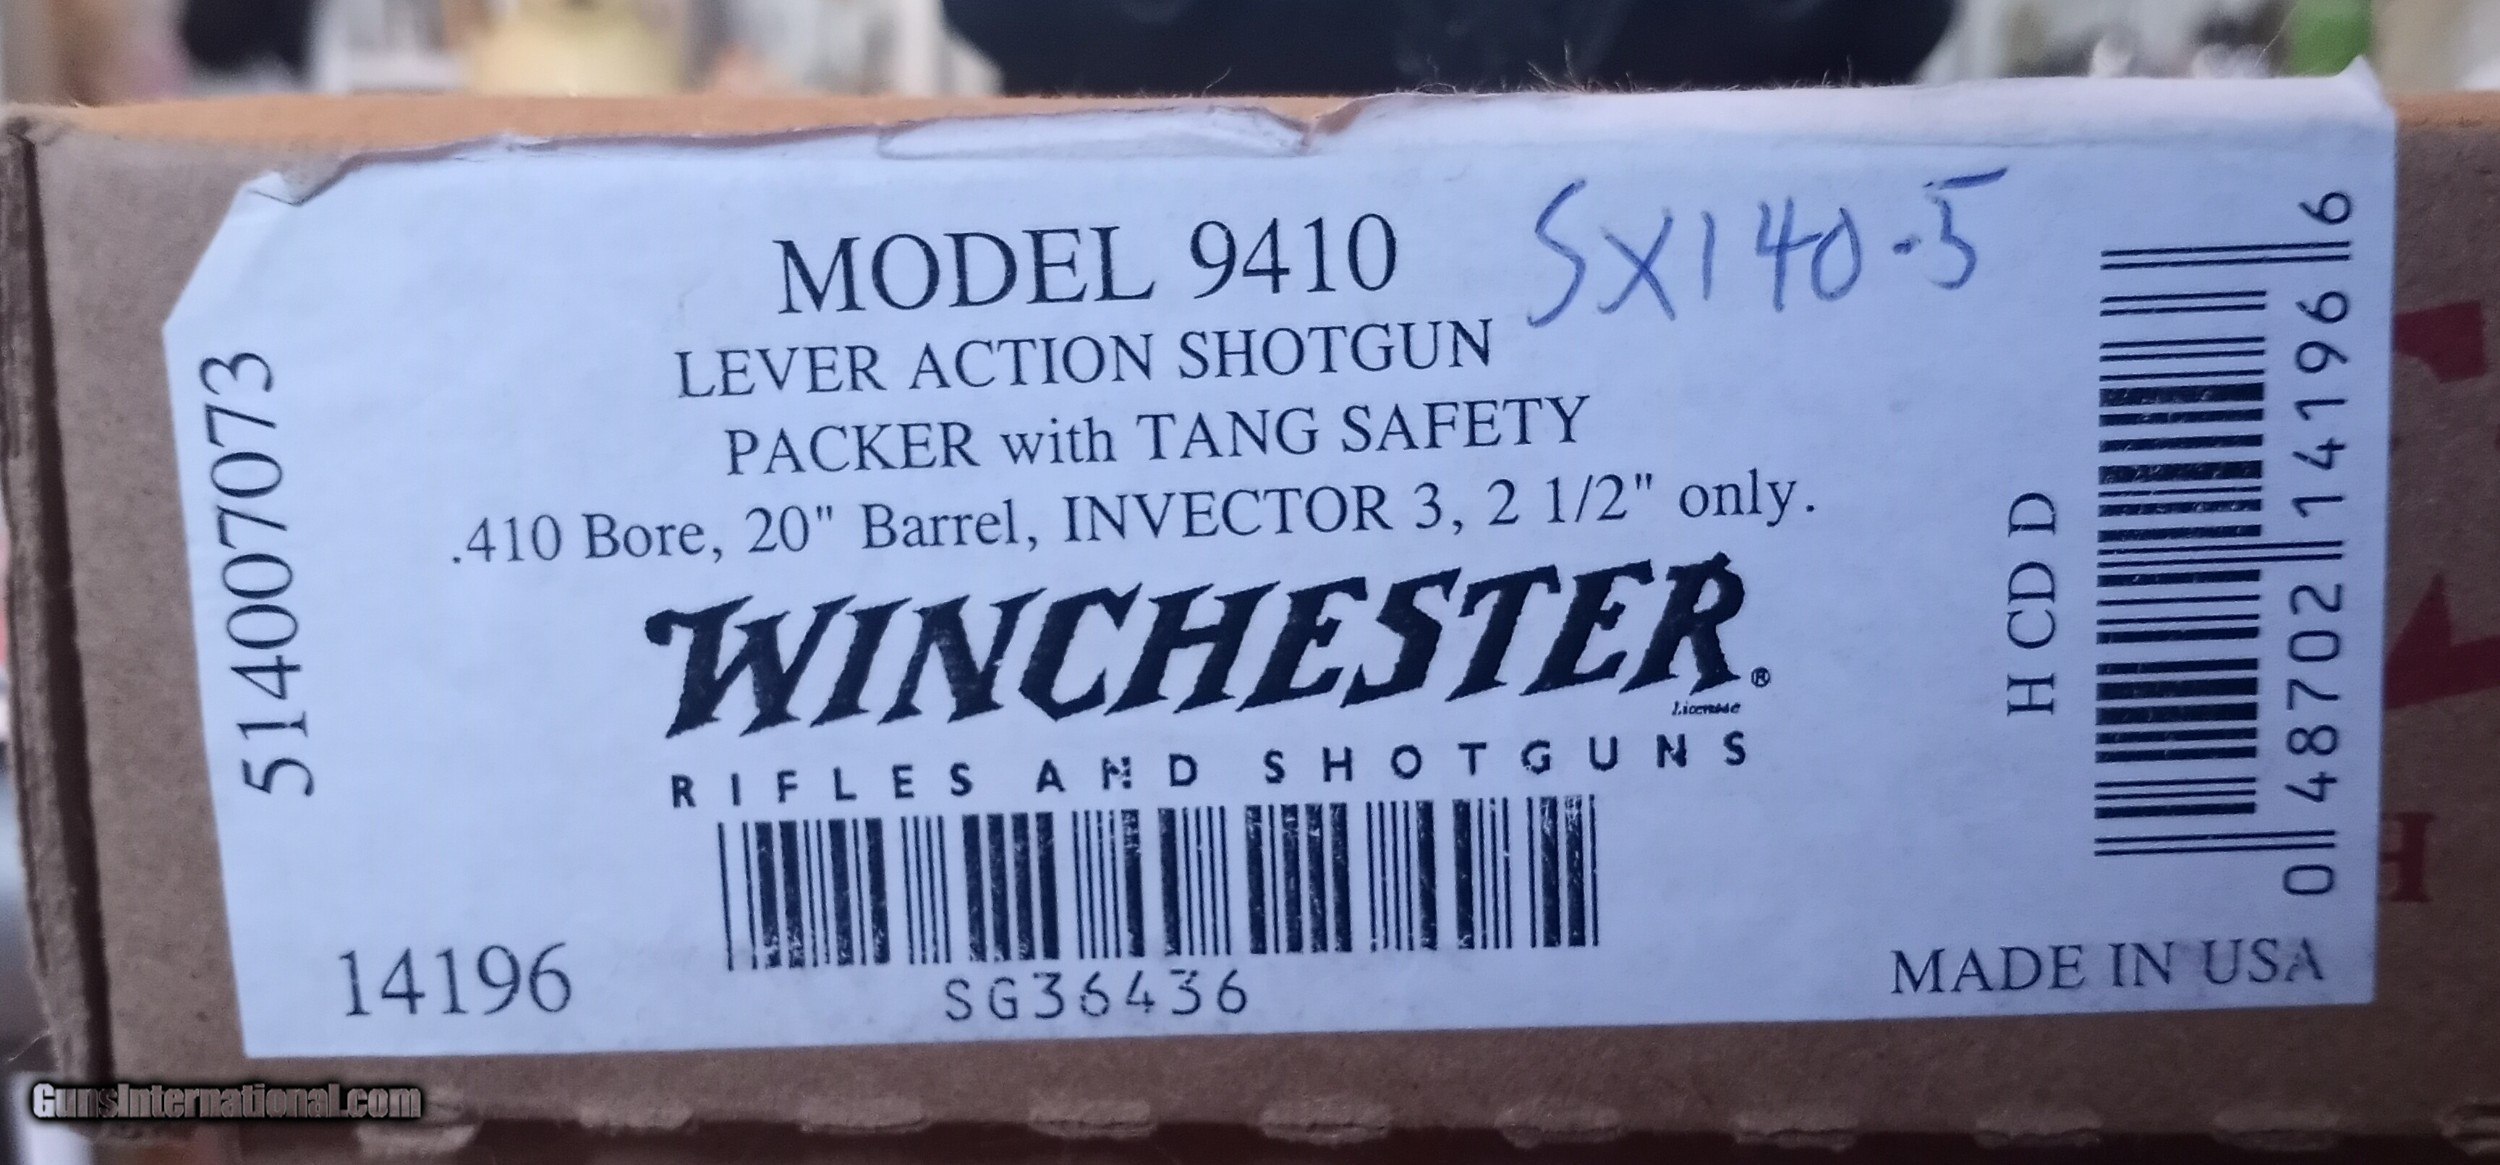 MODEL 9410
SX140.5
LEVER ACTION SHOTGUN
PACKER with TANG SAFETY
.410 Bore, 20" Barrel, INVECTOR 3, 2 1/2" only.
WINCHESTER®
License
RIFLES AND SHOTGUNS
SG36436
514007073
14196
H CD D
0 48702 14196 6
MADE IN USA
H
GunsInternational.com